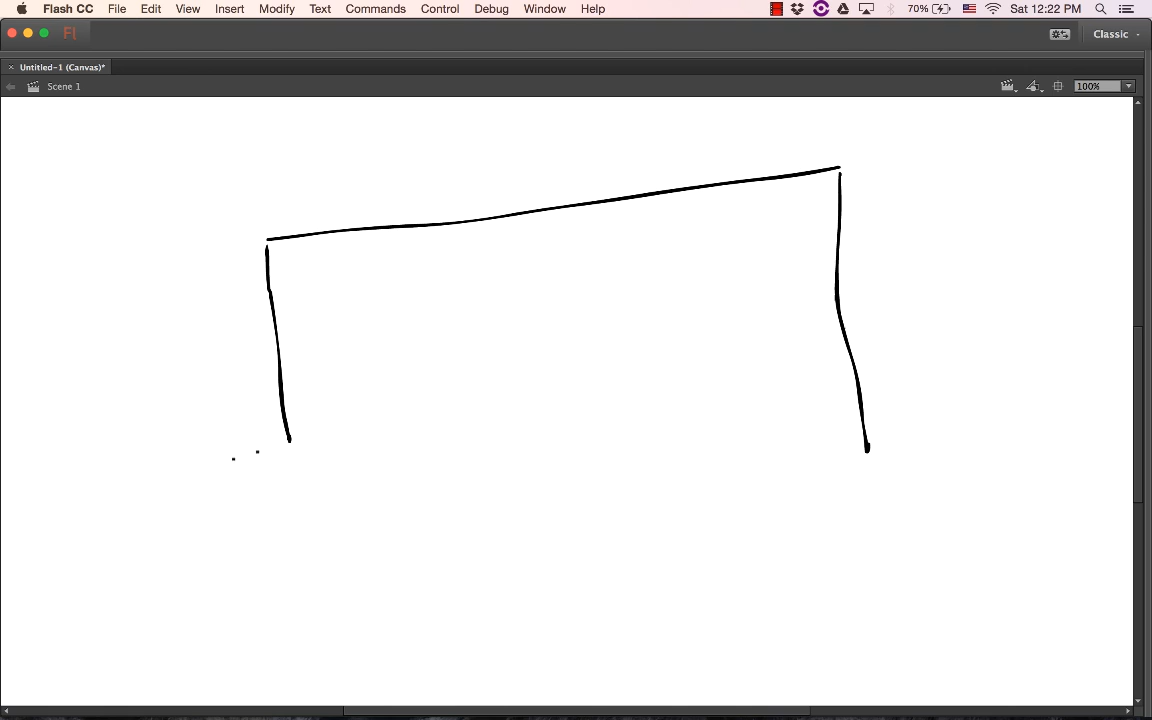 Flash CC File Edit View Insert Modify Text Commands Control Debug Window Help 70% Sat 12:22 PM
Fl Classic
× Untitled-1 (Canvas)*
Scene 1 100%